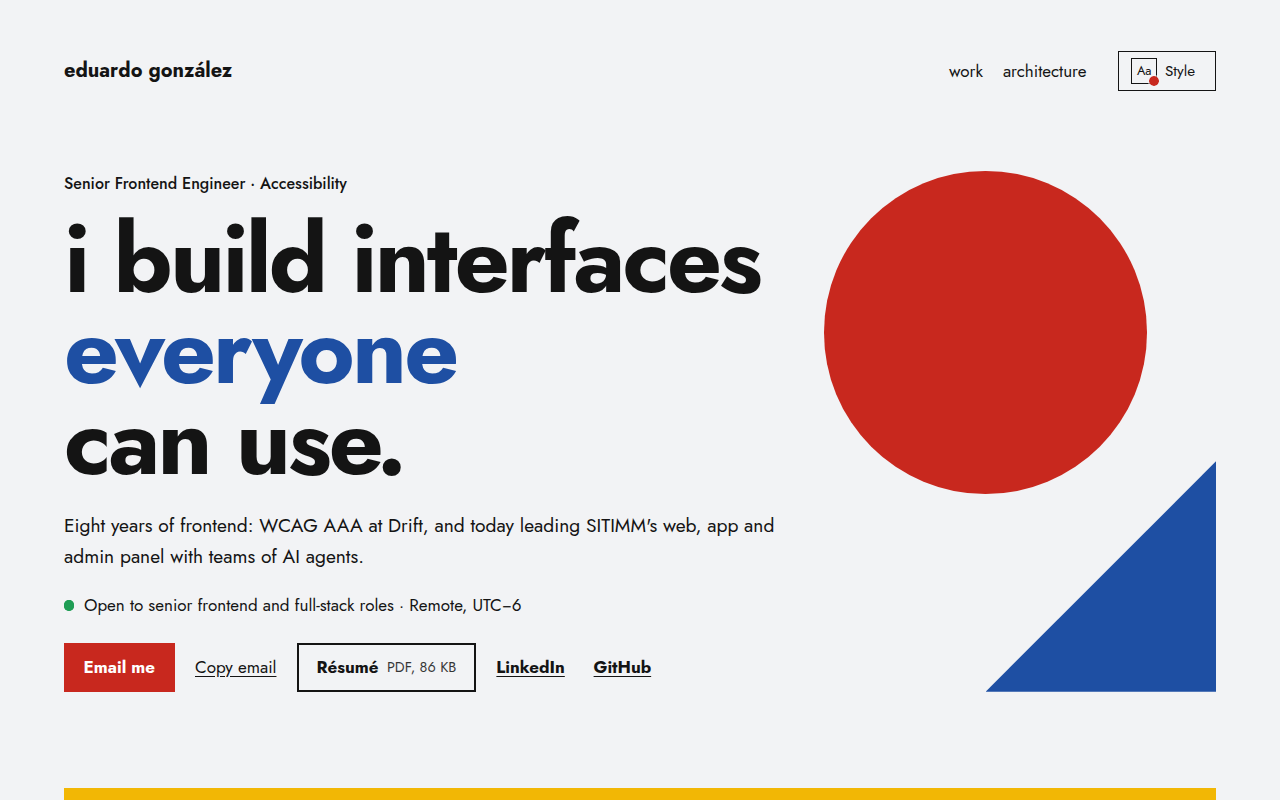 eduardo gonzález
work architecture Aa Style
Senior Frontend Engineer · Accessibility
i build interfaces
everyone
can use.
Eight years of frontend: WCAG AAA at Drift, and today leading SITIMM's web, app and
admin panel with teams of AI agents.
Open to senior frontend and full-stack roles · Remote, UTC−6
Email me Copy email Résumé PDF, 86 KB LinkedIn GitHub